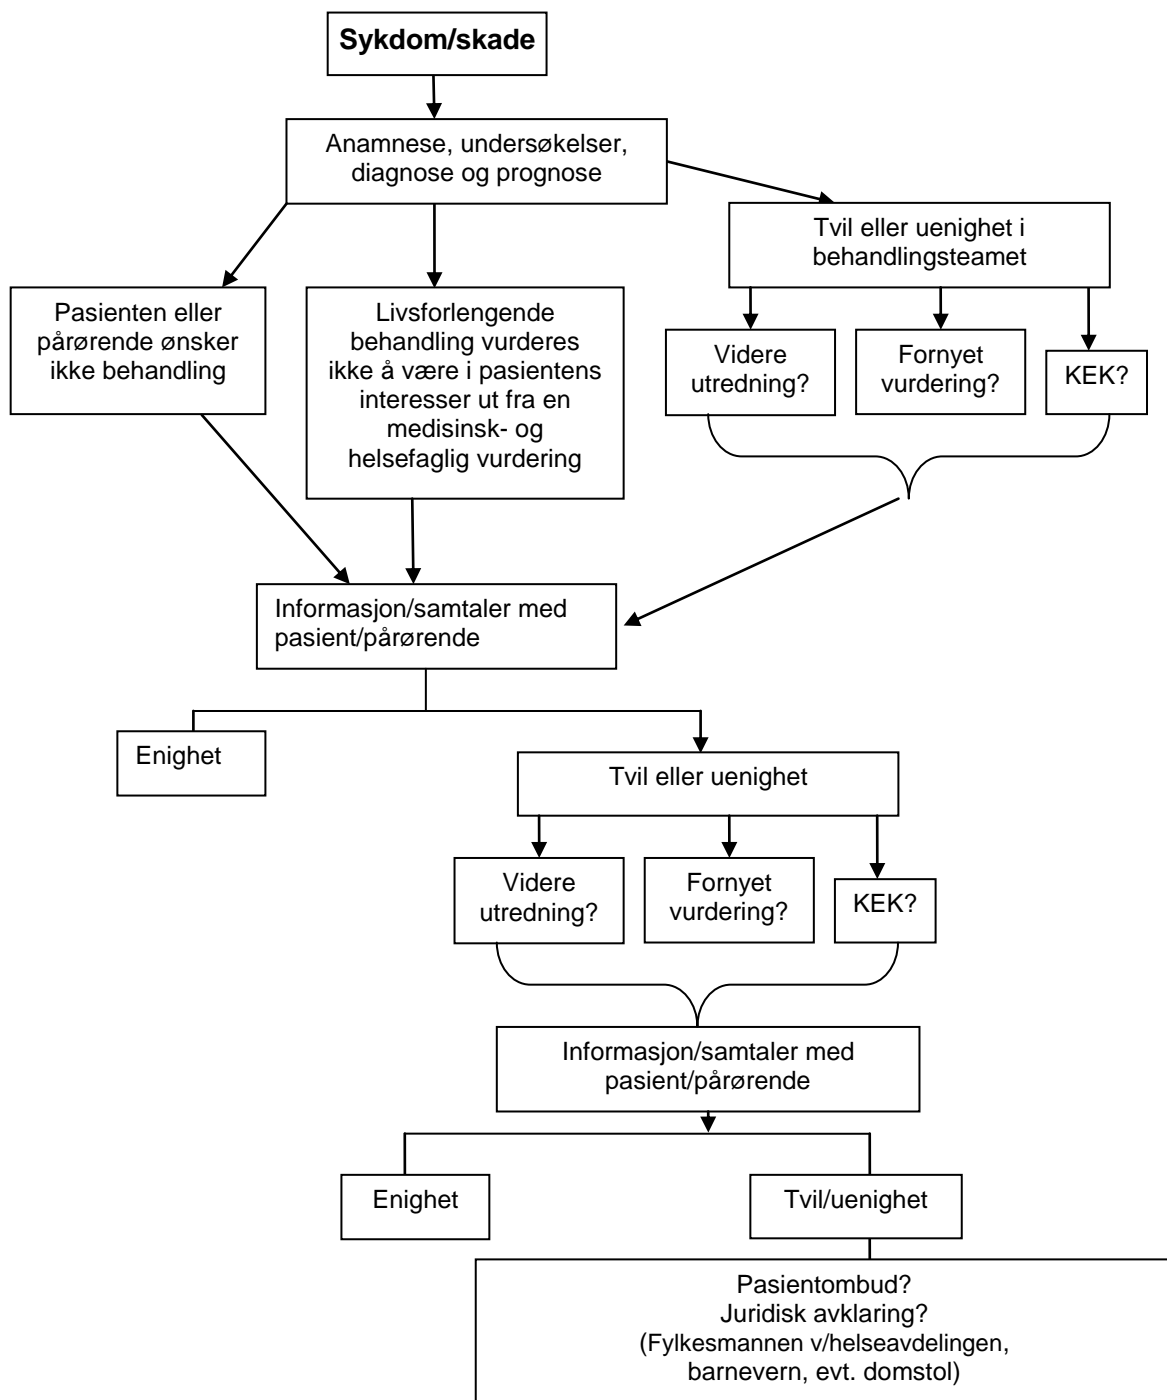 Sykdom/skade
Anamnese, undersøkelser,
diagnose og prognose
Tvil eller uenighet i
behandlingsteamet
Pasienten eller
pårørende ønsker
ikke behandling
Livsforlengende
behandling vurderes
ikke å være i pasientens
interesser ut fra en
medisinsk- og
helsefaglig vurdering
Videre
utredning?
Fornyet
vurdering?
KEK?
Informasjon/samtaler med
pasient/pårørende
Enighet
Tvil eller uenighet
Videre
utredning?
Fornyet
vurdering?
KEK?
Informasjon/samtaler med
pasient/pårørende
Enighet
Tvil/uenighet
Pasientombud?
Juridisk avklaring?
(Fylkesmannen v/helseavdelingen,
barnevern, evt. domstol)